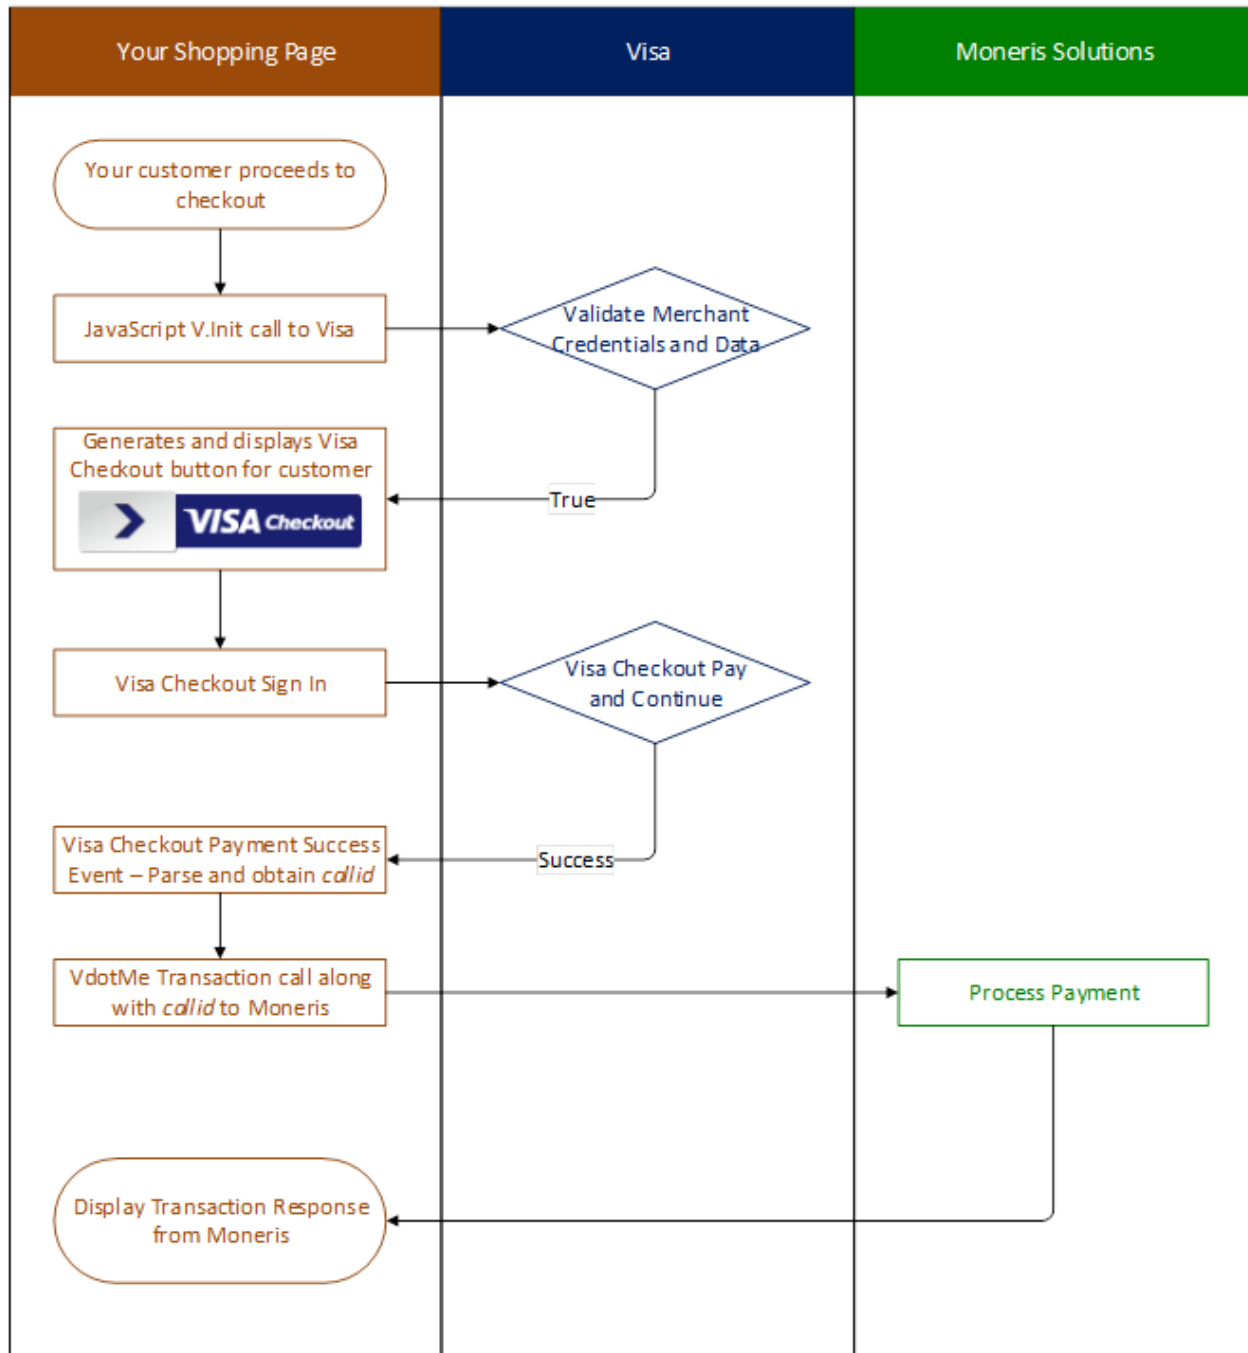 Your Shopping Page
Visa
Moneris Solutions
Your customer proceeds to
checkout
JavaScript V.Init call to Visa
Validate Merchant
Credentials and Data
Generates and displays Visa
Checkout button for customer
VISA Checkout
True
Visa Checkout Sign In
Visa Checkout Pay
and Continue
Visa Checkout Payment Success
Event – Parse and obtain callid
Success
VdotMe Transaction call along
with callid to Moneris
Process Payment
Display Transaction Response
from Moneris